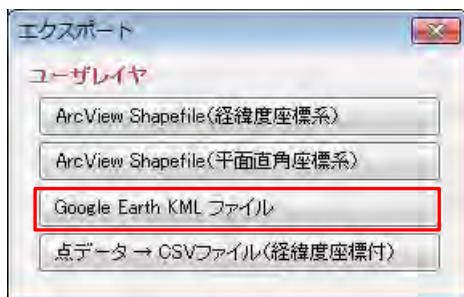 エクスポート
ユーザレイヤ
ArcView Shapefile(経緯度座標系)
ArcView Shapefile(平面直角座標系)
Google Earth KML ファイル
点データ → CSVファイル(経緯度座標付)